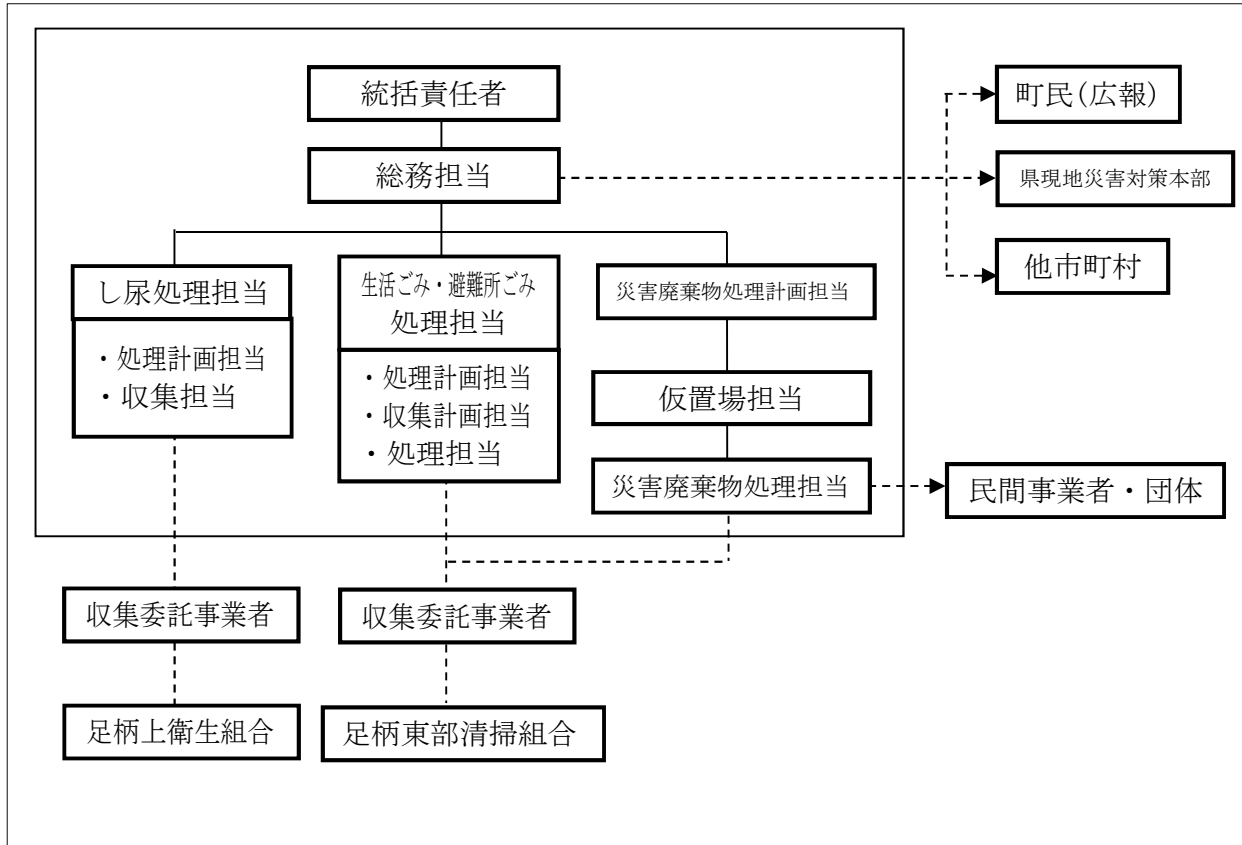 統括責任者
総務担当
町民(広報)
県現地災害対策本部
他市町村
し尿処理担当
・処理計画担当
・収集担当
生活ごみ・避難所ごみ
処理担当
・処理計画担当
・収集計画担当
・処理担当
災害廃棄物処理計画担当
仮置場担当
災害廃棄物処理担当
民間事業者・団体
収集委託事業者
収集委託事業者
足柄上衛生組合
足柄東部清掃組合